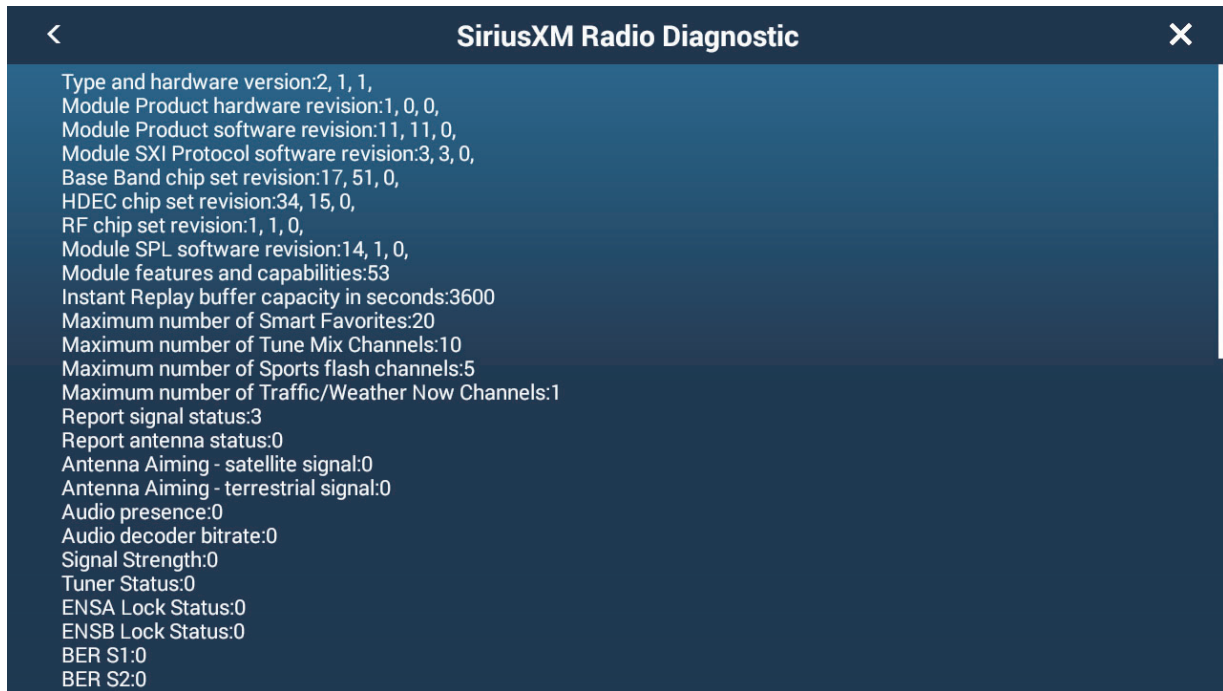 SiriusXM Radio Diagnostic
Type and hardware version:2, 1, 1,
Module Product hardware revision:1, 0, 0,
Module Product software revision:11, 11, 0,
Module SXI Protocol software revision:3, 3, 0,
Base Band chip set revision:17, 51, 0,
HDEC chip set revision:34, 15, 0,
RF chip set revision:1, 1, 0,
Module SPL software revision:14, 1, 0,
Module features and capabilities:53
Instant Replay buffer capacity in seconds:3600
Maximum number of Smart Favorites:20
Maximum number of Tune Mix Channels:10
Maximum number of Sports flash channels:5
Maximum number of Traffic/Weather Now Channels:1
Report signal status:3
Report antenna status:0
Antenna Aiming - satellite signal:0
Antenna Aiming - terrestrial signal:0
Audio presence:0
Audio decoder bitrate:0
Signal Strength:0
Tuner Status:0
ENSA Lock Status:0
ENSB Lock Status:0
BER S1:0
BER S2:0